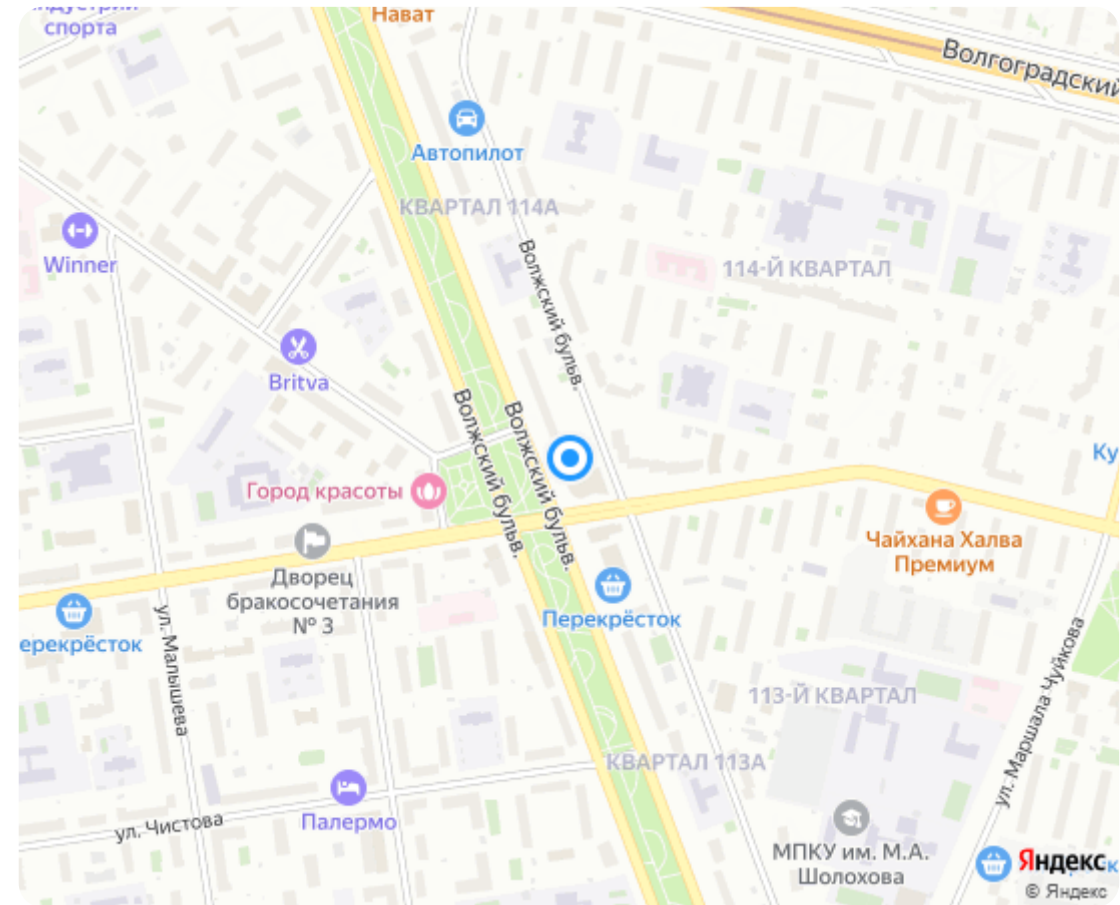 спорта
Нават
Волгоградский
Автопилот
КВАРТАЛ 114А
Winner
Волжский бульв.
114-Й КВАРТАЛ
Britva
Волжский бульв.
Волжский бульв.
Ку
Город красоты
Чайхана Халва
Премиум
Дворец
бракосочетания
№ 3
Перекрёсток
ерекрёсток
ул. Малышева
ул. Маршала Чуйкова
113-Й КВАРТАЛ
КВАРТАЛ 113А
ул. Чистова
Палермо
МПКУ им. М.А.
Шолохова
Яндекс
© Яндекс